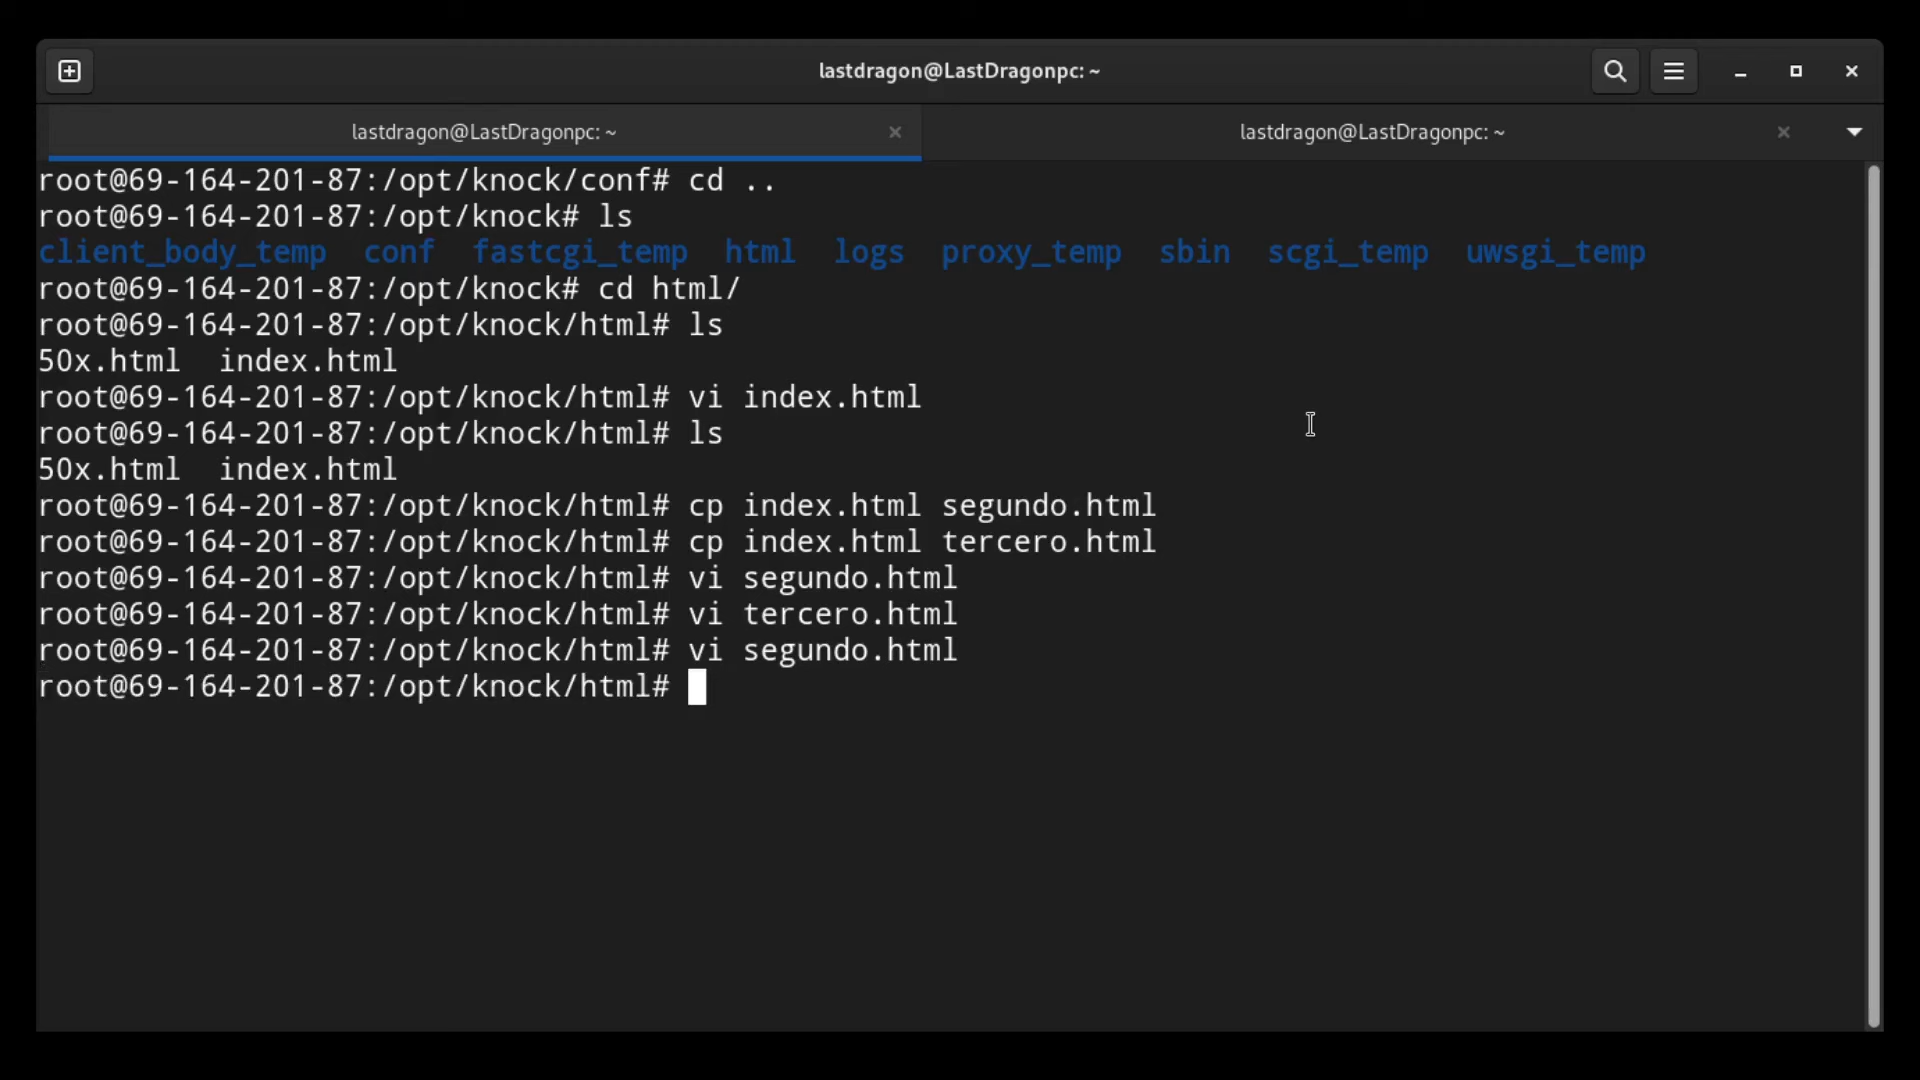 lastdragon@LastDragonpc: ~
lastdragon@LastDragonpc: ~ lastdragon@LastDragonpc: ~
root@69-164-201-87:/opt/knock/conf# cd ..
root@69-164-201-87:/opt/knock# ls
client_body_temp conf fastcgi_temp html logs proxy_temp sbin scgi_temp uwsgi_temp
root@69-164-201-87:/opt/knock# cd html/
root@69-164-201-87:/opt/knock/html# ls
50x.html index.html
root@69-164-201-87:/opt/knock/html# vi index.html
root@69-164-201-87:/opt/knock/html# ls
50x.html index.html
root@69-164-201-87:/opt/knock/html# cp index.html segundo.html
root@69-164-201-87:/opt/knock/html# cp index.html tercero.html
root@69-164-201-87:/opt/knock/html# vi segundo.html
root@69-164-201-87:/opt/knock/html# vi tercero.html
root@69-164-201-87:/opt/knock/html# vi segundo.html
root@69-164-201-87:/opt/knock/html#